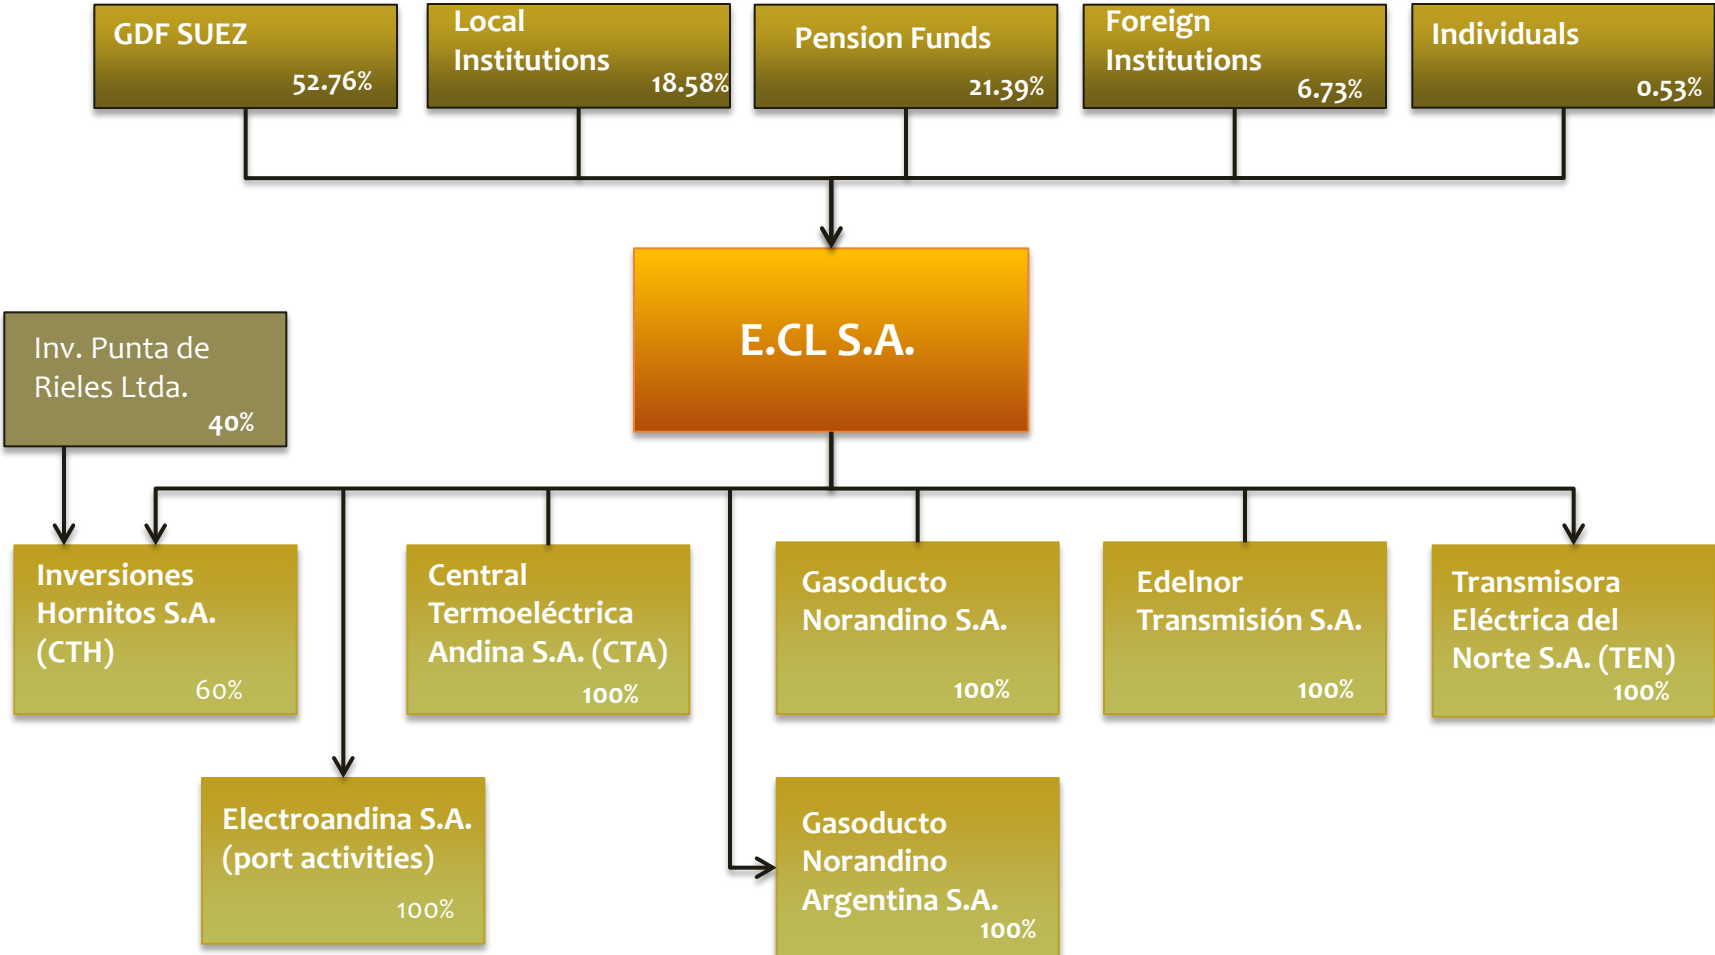 GDF SUEZ
52.76%
Local
Institutions
18.58%
Pension Funds
21.39%
Foreign
Institutions
6.73%
Individuals
0.53%
E.CL S.A.
Inv. Punta de
Rieles Ltda.
40%
Inversiones
Hornitos S.A.
(CTH)
60%
Central
Termoeléctrica
Andina S.A. (CTA)
100%
Gasoducto
Norandino S.A.
100%
Edelnor
Transmisión S.A.
100%
Transmisora
Eléctrica del
Norte S.A. (TEN)
100%
Electroandina S.A.
(port activities)
100%
Gasoducto
Norandino
Argentina S.A.
100%